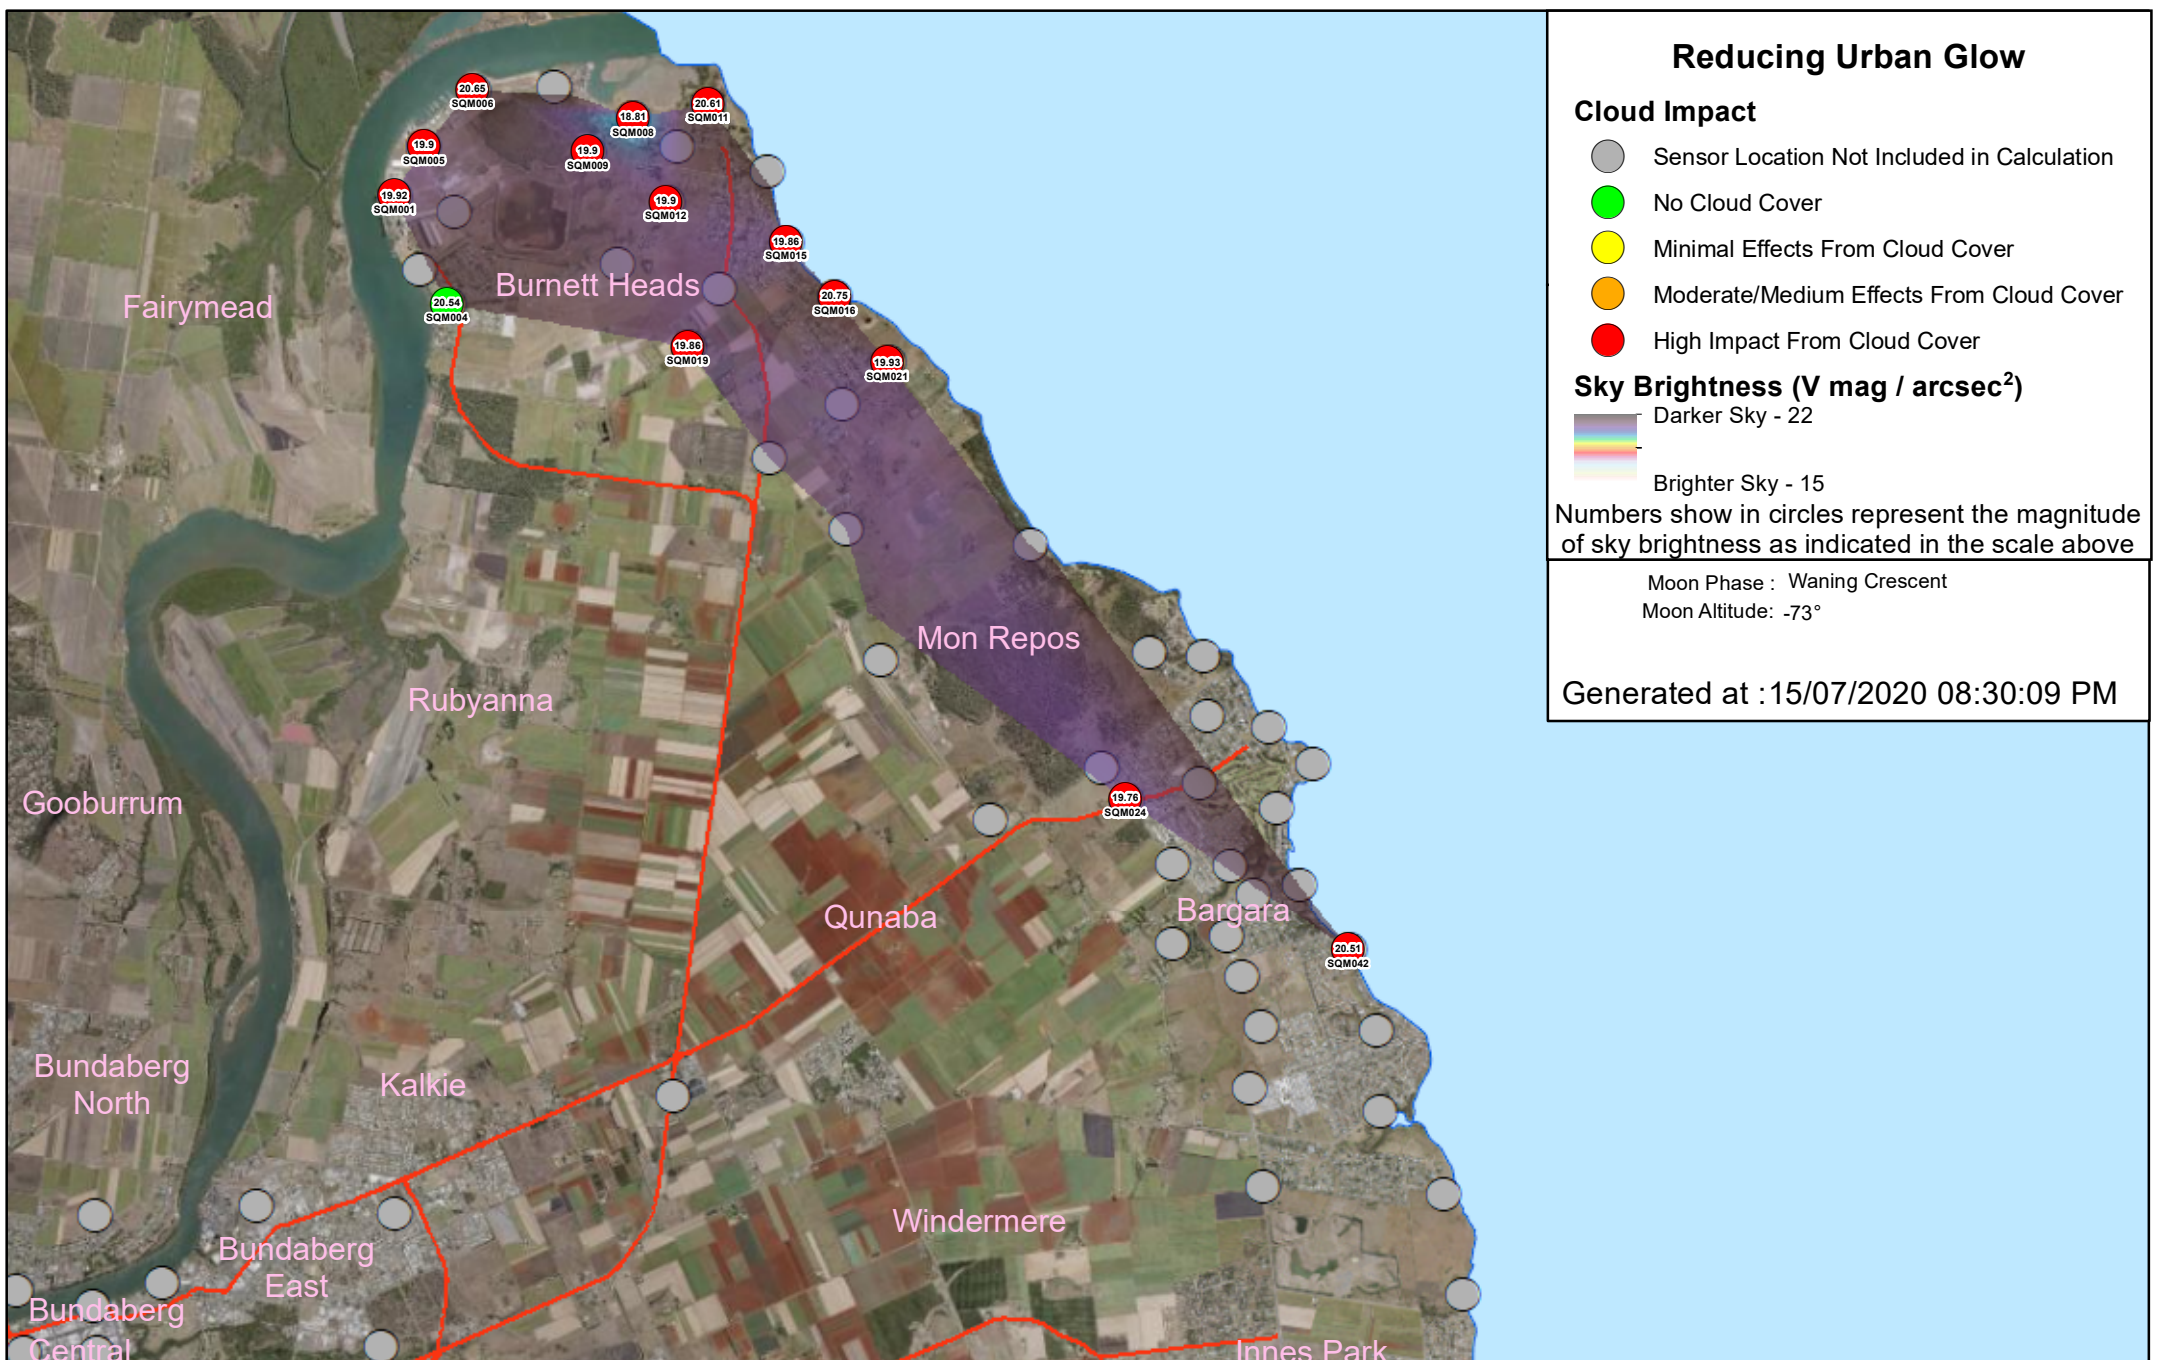 Reducing Urban Glow
Cloud Impact
Sensor Location Not Included in Calculation
No Cloud Cover
Minimal Effects From Cloud Cover
Moderate/Medium Effects From Cloud Cover
High Impact From Cloud Cover
Sky Brightness (V mag / arcsec²)
Darker Sky - 22
Brighter Sky - 15
Numbers show in circles represent the magnitude
of sky brightness as indicated in the scale above
Moon Phase : Waning Crescent
Moon Altitude: -73°
Generated at :15/07/2020 08:30:09 PM
20.65
SQM006
18.81
SQM008
20.61
SQM011
19.9
SQM005
19.9
SQM009
19.92
SQM001
19.9
SQM012
19.86
SQM015
20.54
SQM004
20.75
SQM016
19.86
SQM019
19.93
SQM021
19.76
SQM024
20.51
SQM042
Burnett Heads
Fairymead
Mon Repos
Rubyanna
Gooburrum
Qunaba
Bargara
Bundaberg
North
Kalkie
Windermere
Bundaberg
East
Bundaberg
Central
Innes Park